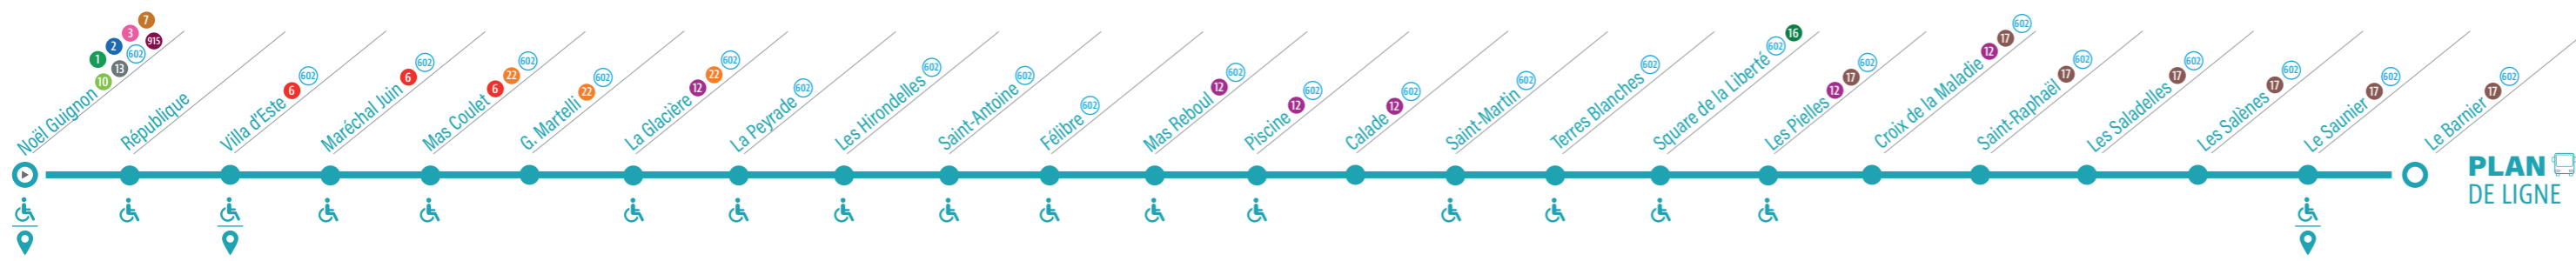 Noël Guignon 10 13 1 602 2 915 3 7
République
Villa d'Este 6 602
Maréchal Juin 6 602
Mas Coulet 6 22 602
G. Martelli 22 602
La Glacière 12 22 602
La Peyrade 602
Les Hirondelles 602
Saint-Antoine 602
Félibre 602
Mas Reboul 12 602
Piscine 12 602
Calade 12 602
Saint-Martin 602
Terres Blanches 602
Square de la Liberté 602 16
Les Pielles 12 17 602
Croix de la Maladie 12 17 602
Saint-Raphaël 17 602
Les Saladelles 17 602
Les Salènes 17 602
Le Saunier 17 602
Le Barnier 17 602
PLAN
DE LIGNE